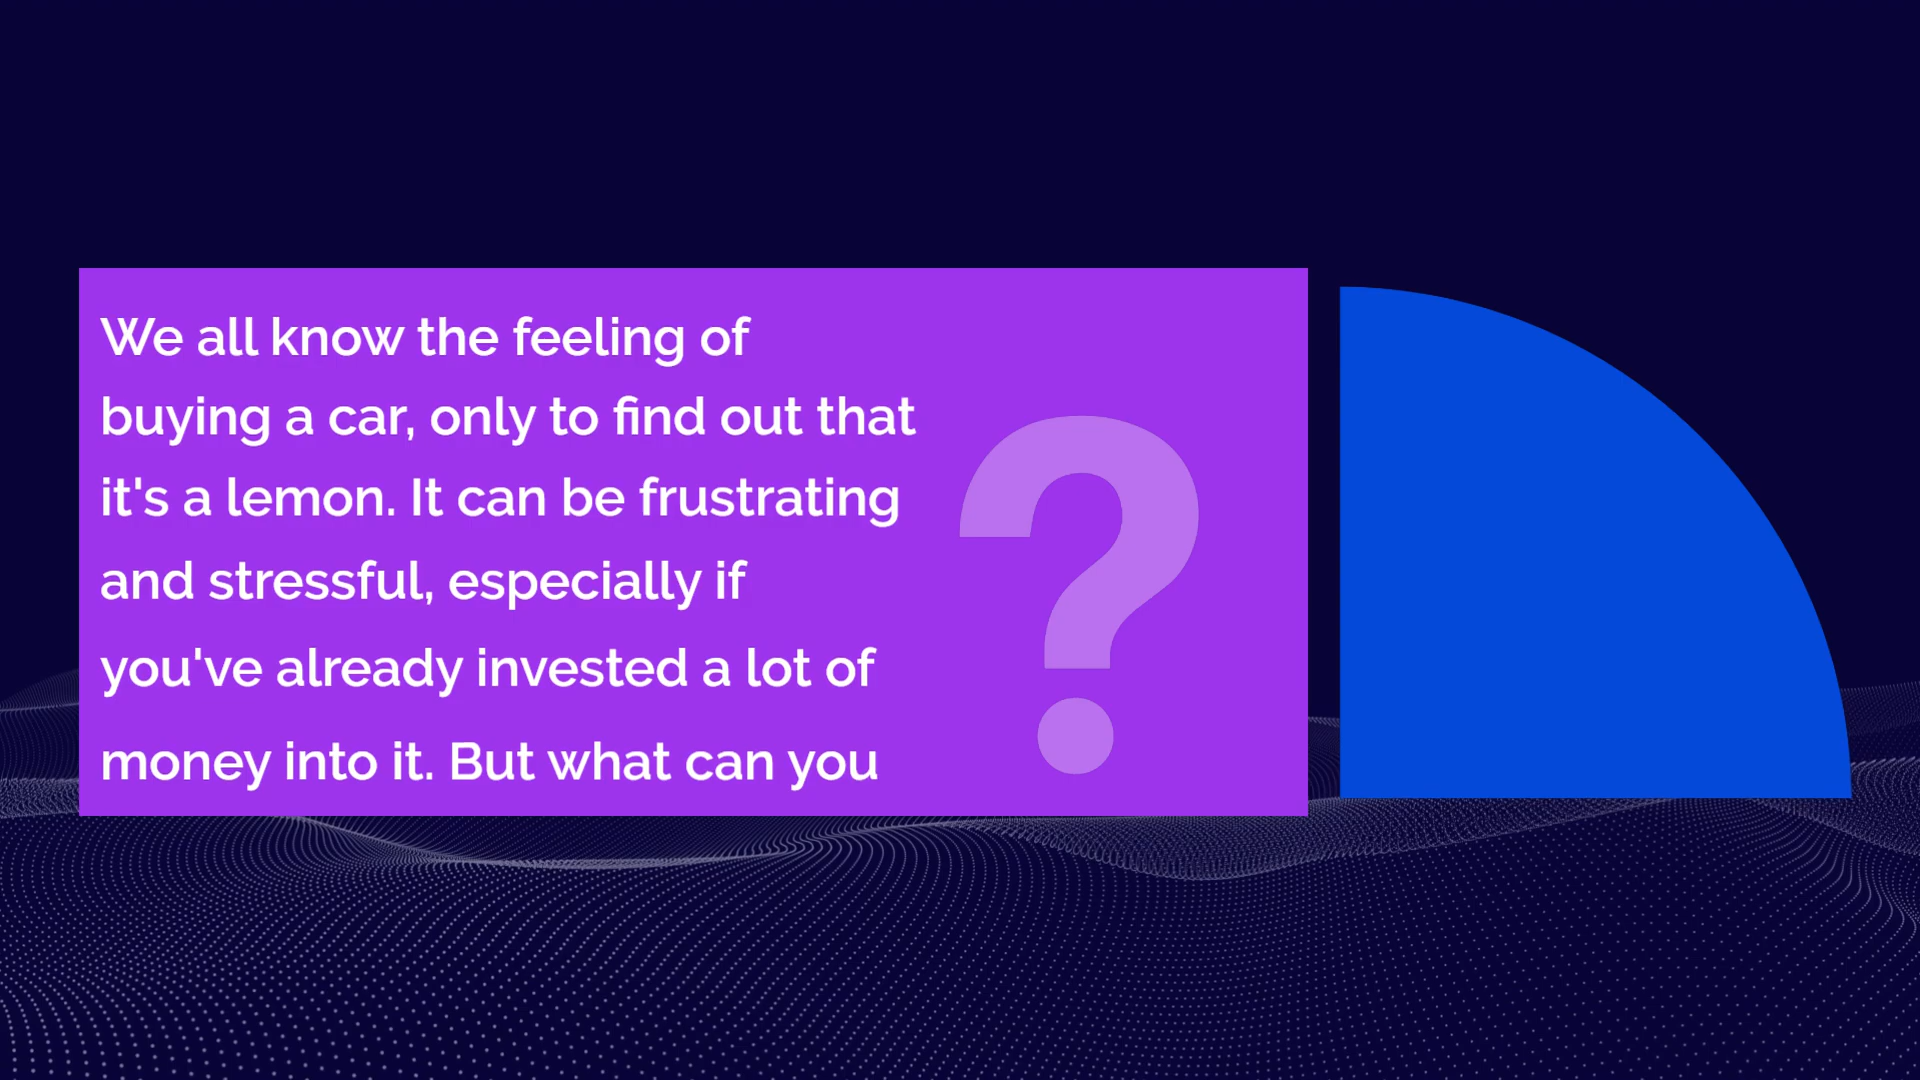 We all know the feeling of
buying a car, only to find out that
it's a lemon. It can be frustrating
and stressful, especially if
you've already invested a lot of
money into it. But what can you
?